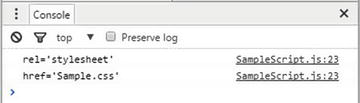 Console
top Preserve log
rel='stylesheet' SampleScript.js:23
href='Sample.css' SampleScript.js:23